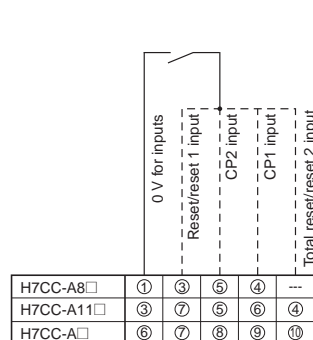 0 V for inputs
Reset/reset 1 input
CP2 input
CP1 input
Total reset/reset 2 input
H7CC-A8□ ① ③ ⑤ ④ ---
H7CC-A11□ ③ ⑦ ⑤ ⑥ ④
H7CC-A□ ⑥ ⑦ ⑧ ⑨ ⑩